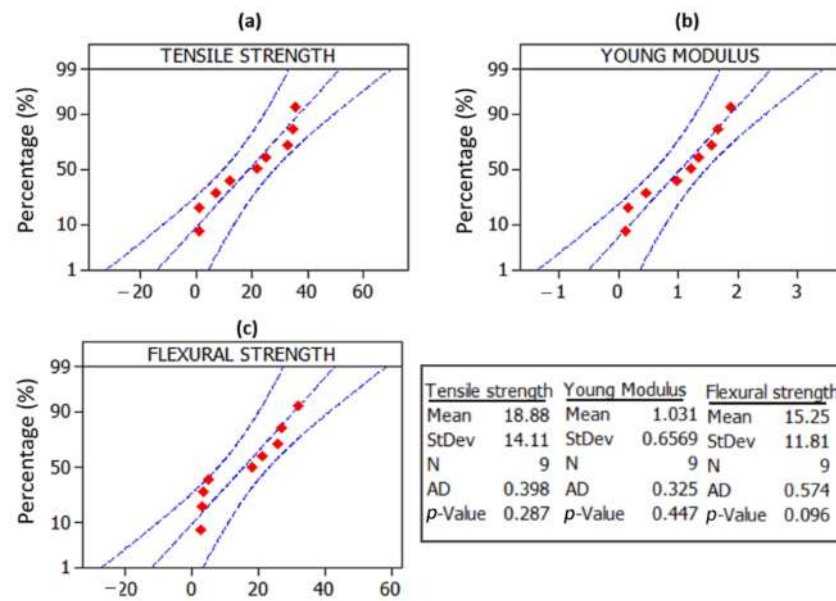 (a)
TENSILE STRENGTH
Percentage (%)
99
90
50
10
1
−20 0 20 40 60
(b)
YOUNG MODULUS
Percentage (%)
99
90
50
10
1
−1 0 1 2 3
(c)
FLEXURAL STRENGTH
Percentage (%)
99
90
50
10
1
−20 0 20 40 60
Tensile strength Young Modulus Flexural strength
Mean 18.88 Mean 1.031 Mean 15.25
StDev 14.11 StDev 0.6569 StDev 11.81
N 9 N 9 N 9
AD 0.398 AD 0.325 AD 0.574
p-Value 0.287 p-Value 0.447 p-Value 0.096